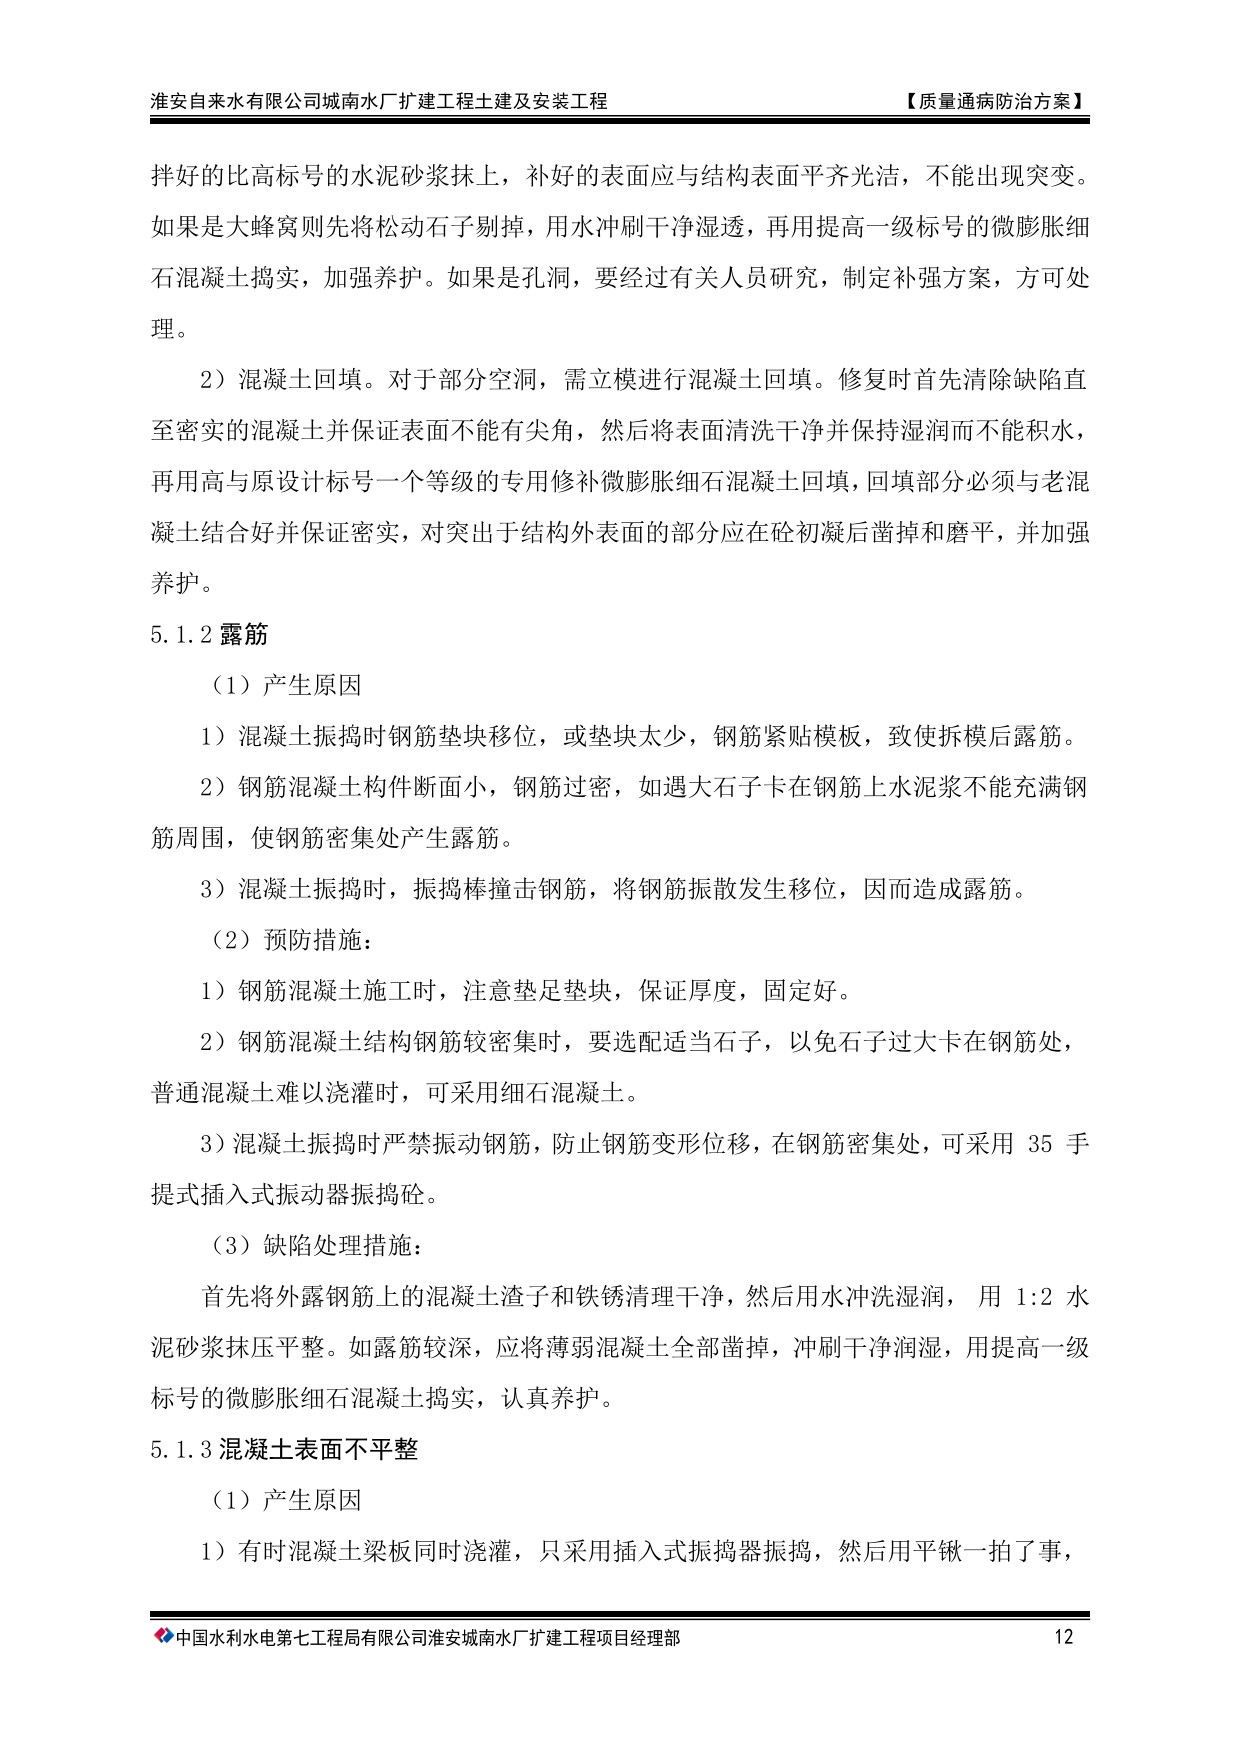 淮安自来水有限公司城南水厂扩建工程土建及安装工程 【质量通病防治方案】
拌好的比高标号的水泥砂浆抹上，补好的表面应与结构表面平齐光洁，不能出现突变。
如果是大蜂窝则先将松动石子剔掉，用水冲刷干净湿透，再用提高一级标号的微膨胀细
石混凝土捣实，加强养护。如果是孔洞，要经过有关人员研究，制定补强方案，方可处
理。
2）混凝土回填。对于部分空洞，需立模进行混凝土回填。修复时首先清除缺陷直
至密实的混凝土并保证表面不能有尖角，然后将表面清洗干净并保持湿润而不能积水，
再用高与原设计标号一个等级的专用修补微膨胀细石混凝土回填，回填部分必须与老混
凝土结合好并保证密实，对突出于结构外表面的部分应在砼初凝后凿掉和磨平，并加强
养护。
5.1.2 露筋
（1）产生原因
1）混凝土振捣时钢筋垫块移位，或垫块太少，钢筋紧贴模板，致使拆模后露筋。
2）钢筋混凝土构件断面小，钢筋过密，如遇大石子卡在钢筋上水泥浆不能充满钢
筋周围，使钢筋密集处产生露筋。
3）混凝土振捣时，振捣棒撞击钢筋，将钢筋振散发生移位，因而造成露筋。
（2）预防措施：
1）钢筋混凝土施工时，注意垫足垫块，保证厚度，固定好。
2）钢筋混凝土结构钢筋较密集时，要选配适当石子，以免石子过大卡在钢筋处，
普通混凝土难以浇灌时，可采用细石混凝土。
3）混凝土振捣时严禁振动钢筋，防止钢筋变形位移，在钢筋密集处，可采用 35 手
提式插入式振动器振捣砼。
（3）缺陷处理措施：
首先将外露钢筋上的混凝土渣子和铁锈清理干净，然后用水冲洗湿润， 用 1:2 水
泥砂浆抹压平整。如露筋较深，应将薄弱混凝土全部凿掉，冲刷干净润湿，用提高一级
标号的微膨胀细石混凝土捣实，认真养护。
5.1.3 混凝土表面不平整
（1）产生原因
1）有时混凝土梁板同时浇灌，只采用插入式振捣器振捣，然后用平锹一拍了事，
中国水利水电第七工程局有限公司淮安城南水厂扩建工程项目经理部 12